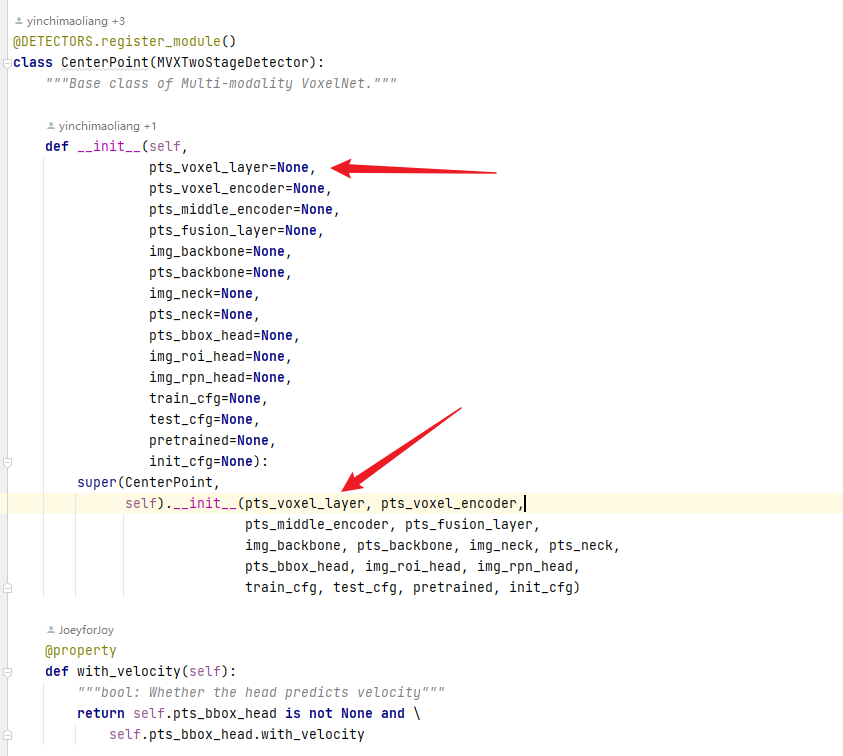 yinchimaoliang +3
@DETECTORS.register_module()
class CenterPoint(MVXTwoStageDetector):
    """Base class of Multi-modality VoxelNet."""
yinchimaoliang +1
    def __init__(self,
                 pts_voxel_layer=None,
                 pts_voxel_encoder=None,
                 pts_middle_encoder=None,
                 pts_fusion_layer=None,
                 img_backbone=None,
                 pts_backbone=None,
                 img_neck=None,
                 pts_neck=None,
                 pts_bbox_head=None,
                 img_roi_head=None,
                 img_rpn_head=None,
                 train_cfg=None,
                 test_cfg=None,
                 pretrained=None,
                 init_cfg=None):
        super(CenterPoint,
              self).__init__(pts_voxel_layer, pts_voxel_encoder,
                             pts_middle_encoder, pts_fusion_layer,
                             img_backbone, pts_backbone, img_neck, pts_neck,
                             pts_bbox_head, img_roi_head, img_rpn_head,
                             train_cfg, test_cfg, pretrained, init_cfg)
JoeyforJoy
    @property
    def with_velocity(self):
        """bool: Whether the head predicts velocity"""
        return self.pts_bbox_head is not None and \
            self.pts_bbox_head.with_velocity